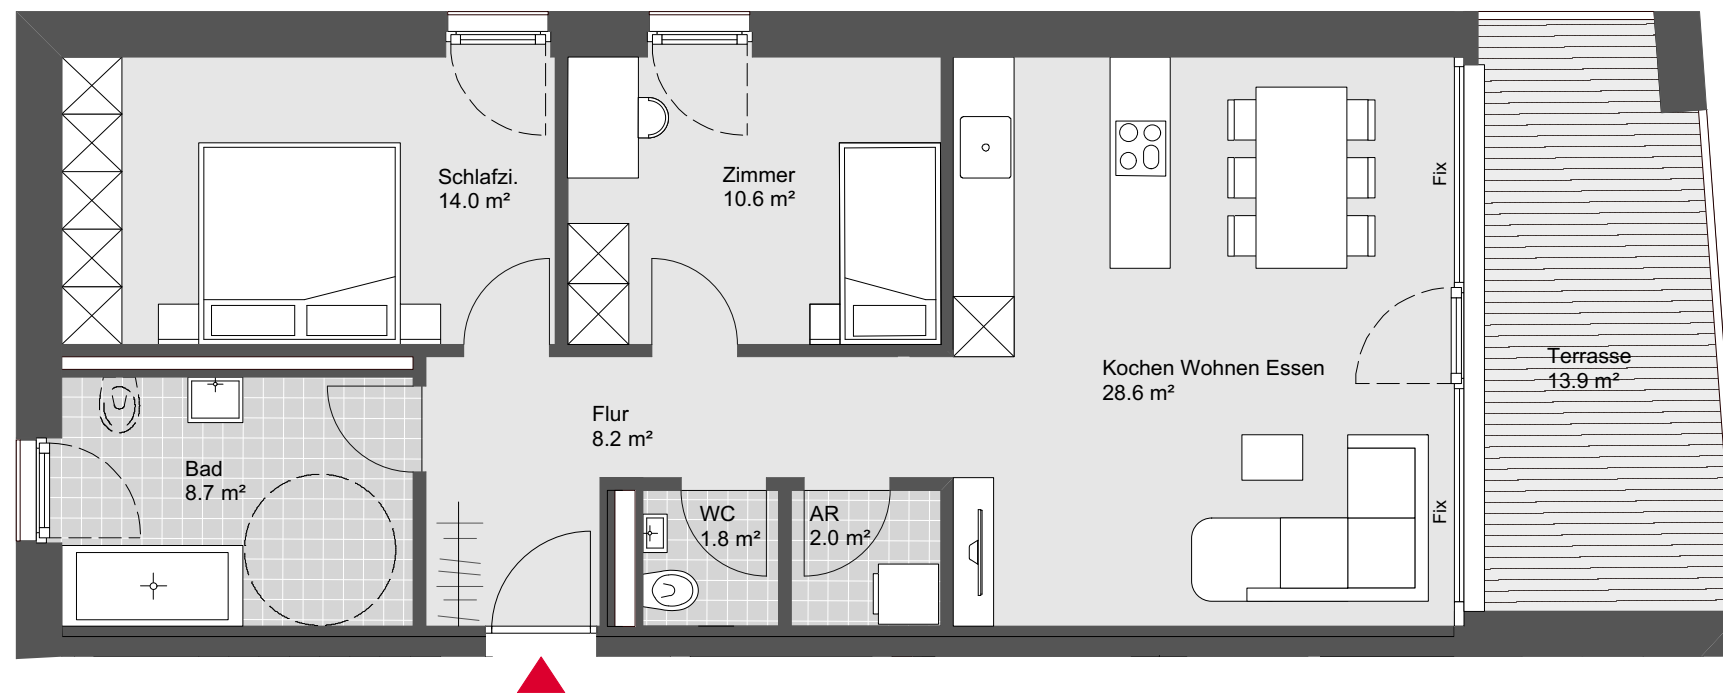 Schlafzi.
14.0 m²
Zimmer
10.6 m²
Fix
Kochen Wohnen Essen
28.6 m²
Terrasse
13.9 m²
Flur
8.2 m²
Bad
8.7 m²
WC
1.8 m²
AR
2.0 m²
Fix